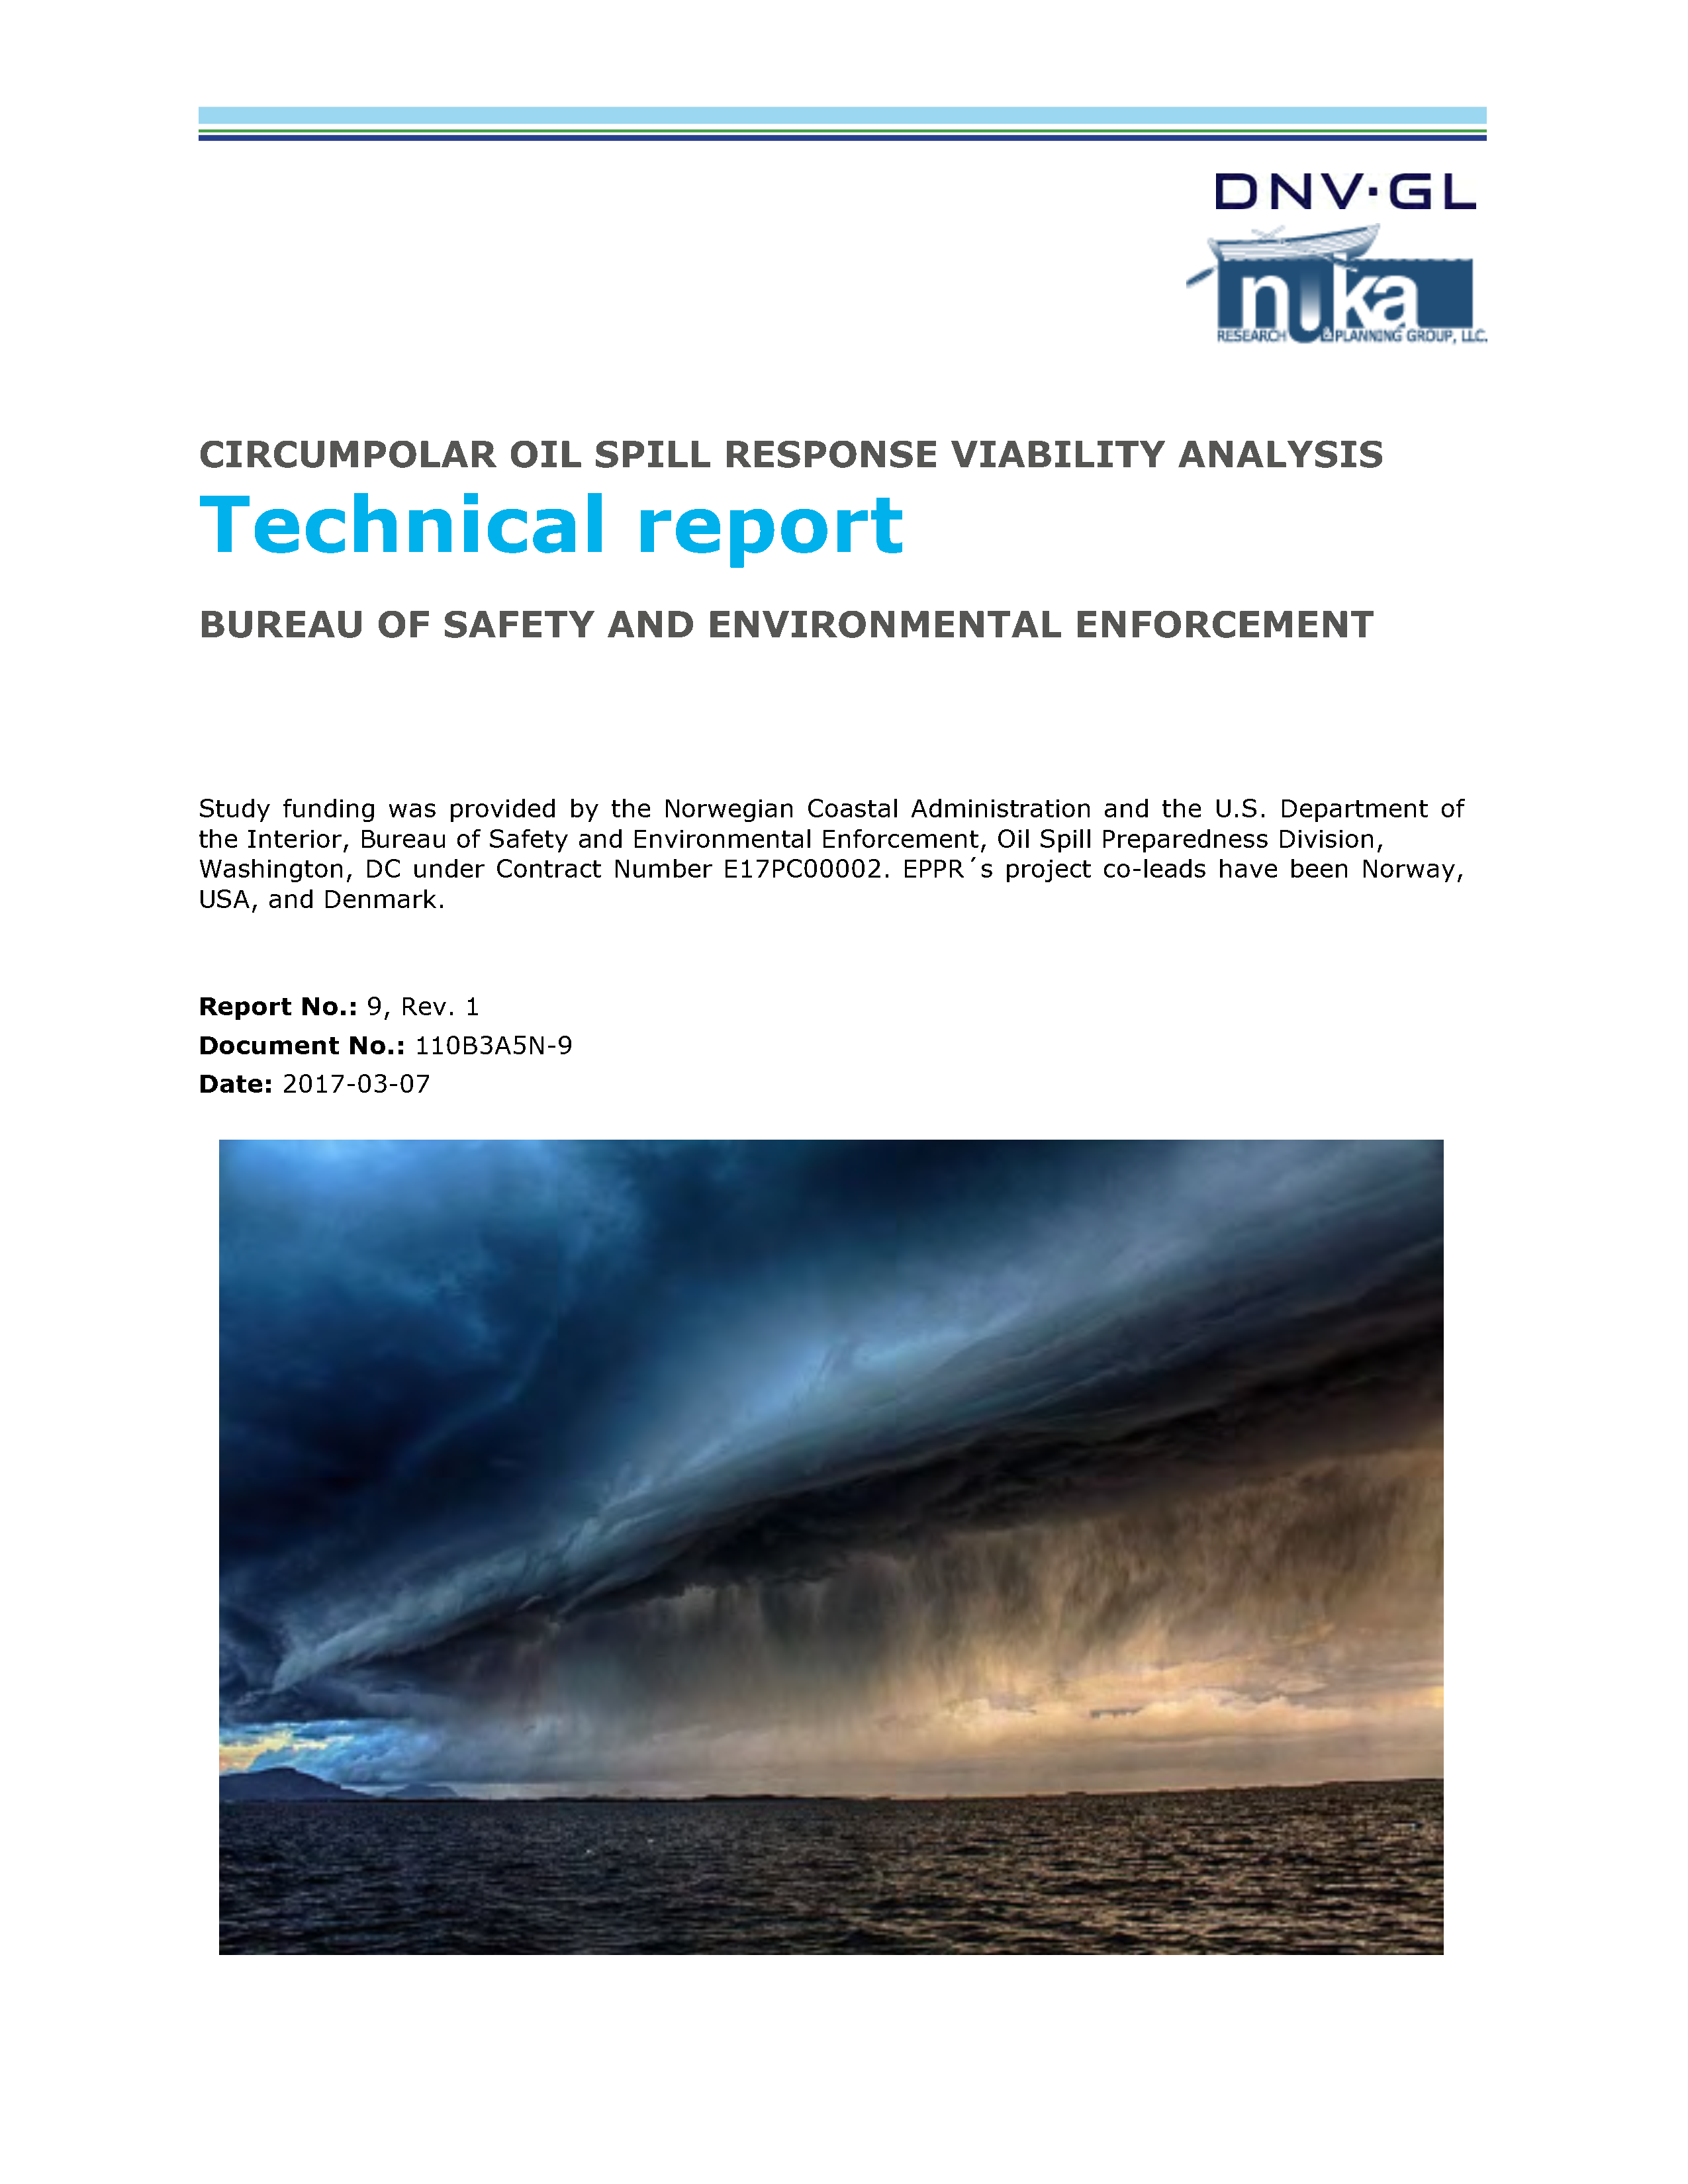 DNV·GL
nuka
RESEARCH & PLANNING GROUP, LLC.
CIRCUMPOLAR OIL SPILL RESPONSE VIABILITY ANALYSIS
Technical report
BUREAU OF SAFETY AND ENVIRONMENTAL ENFORCEMENT
Study funding was provided by the Norwegian Coastal Administration and the U.S. Department of
the Interior, Bureau of Safety and Environmental Enforcement, Oil Spill Preparedness Division,
Washington, DC under Contract Number E17PC00002. EPPR´s project co-leads have been Norway,
USA, and Denmark.
Report No.: 9, Rev. 1
Document No.: 110B3A5N-9
Date: 2017-03-07